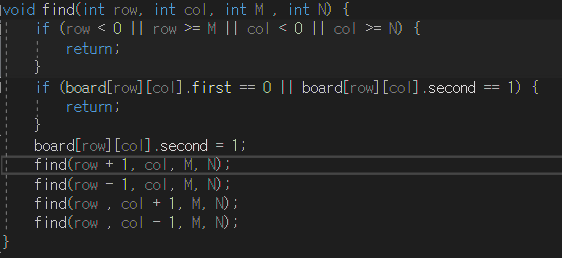 void find(int row, int col, int M , int N) {
if (row < 0 || row >= M || col < 0 || col >= N) {
return;
}
if (board[row][col].first == 0 || board[row][col].second == 1) {
return;
}
board[row][col].second = 1;
find(row + 1, col, M, N);
find(row - 1, col, M, N);
find(row , col + 1, M, N);
find(row , col - 1, M, N);
}